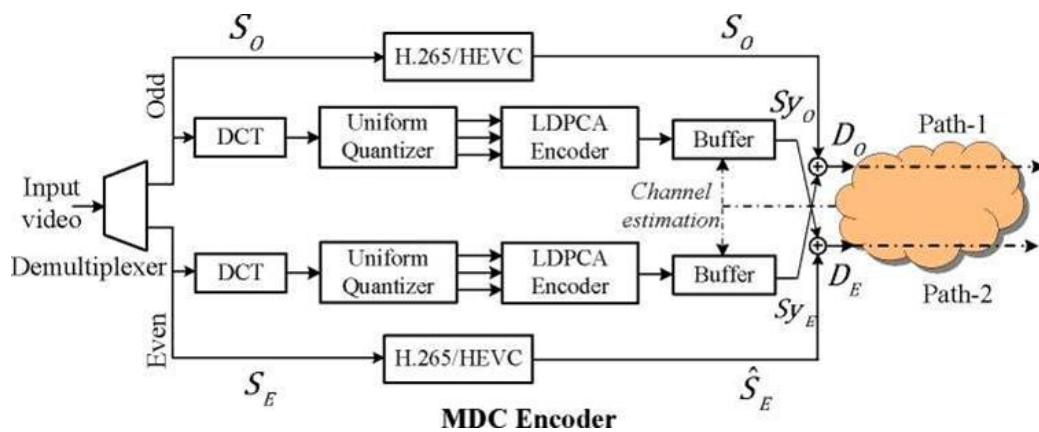 S_O
H.265/HEVC
S_O
Odd
DCT
Uniform
Quantizer
LDPCA
Encoder
Buffer
Sy_O
D_O
Path-1
Input
video
Demultiplexer
Channel
estimation
DCT
Uniform
Quantizer
LDPCA
Encoder
Buffer
Sy_E
D_E
Path-2
Even
S_E
H.265/HEVC
Ŝ_E
MDC Encoder